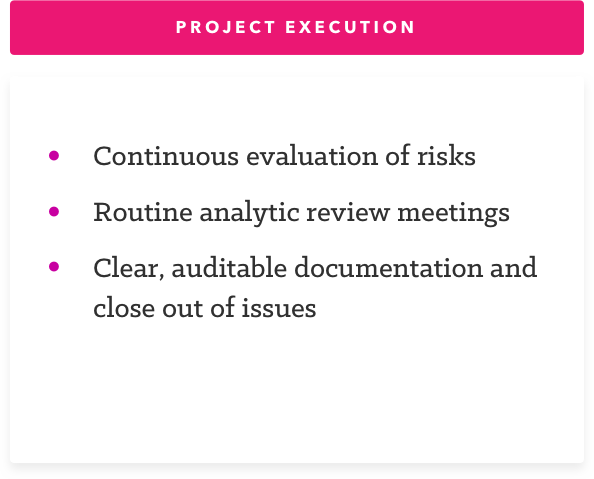 PROJECT EXECUTION
• Continuous evaluation of risks
• Routine analytic review meetings
• Clear, auditable documentation and
close out of issues